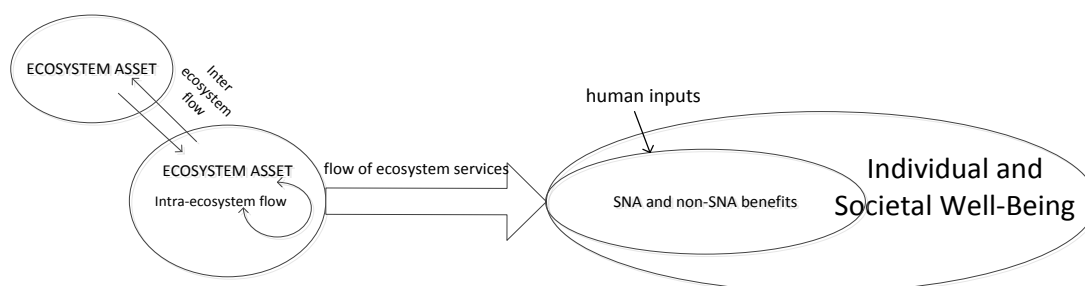 ECOSYSTEM ASSET
Inter
ecosystem
flow
human inputs
ECOSYSTEM ASSET
Intra-ecosystem flow
flow of ecosystem services
SNA and non-SNA benefits
Individual and
Societal Well-Being